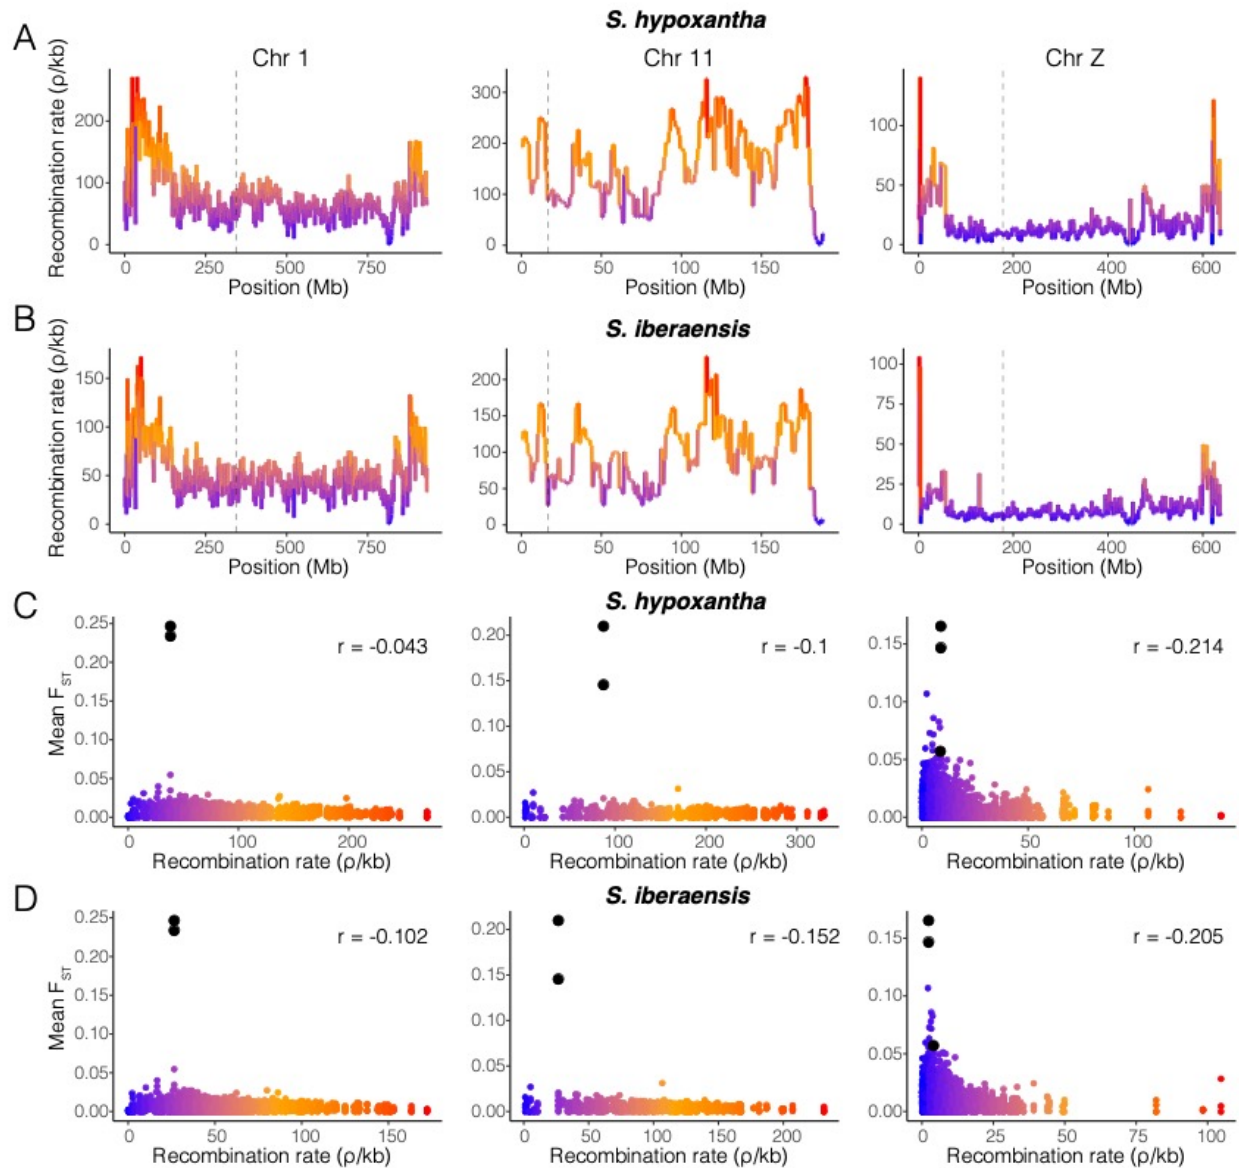 A
S. hypoxantha
Chr 1
Chr 11
Chr Z
Recombination rate (ρ/kb)
200
100
0
300
200
100
0
100
50
0
0 250 500 750
0 50 100 150
0 200 400 600
Position (Mb)
Position (Mb)
Position (Mb)
B
S. iberaensis
Recombination rate (ρ/kb)
150
100
50
0
200
150
100
50
0
100
75
50
25
0
0 250 500 750
0 50 100 150
0 200 400 600
Position (Mb)
Position (Mb)
Position (Mb)
C
S. hypoxantha
Mean FST
0.25
0.20
0.15
0.10
0.05
0.00
r = -0.043
0.20
0.15
0.10
0.05
0.00
r = -0.1
0.15
0.10
0.05
0.00
r = -0.214
0 100 200
0 100 200 300
0 50 100
Recombination rate (ρ/kb)
Recombination rate (ρ/kb)
Recombination rate (ρ/kb)
D
S. iberaensis
Mean FST
0.25
0.20
0.15
0.10
0.05
0.00
r = -0.102
0.20
0.15
0.10
0.05
0.00
r = -0.152
0.15
0.10
0.05
0.00
r = -0.205
0 50 100 150
0 50 100 150 200
0 25 50 75 100
Recombination rate (ρ/kb)
Recombination rate (ρ/kb)
Recombination rate (ρ/kb)